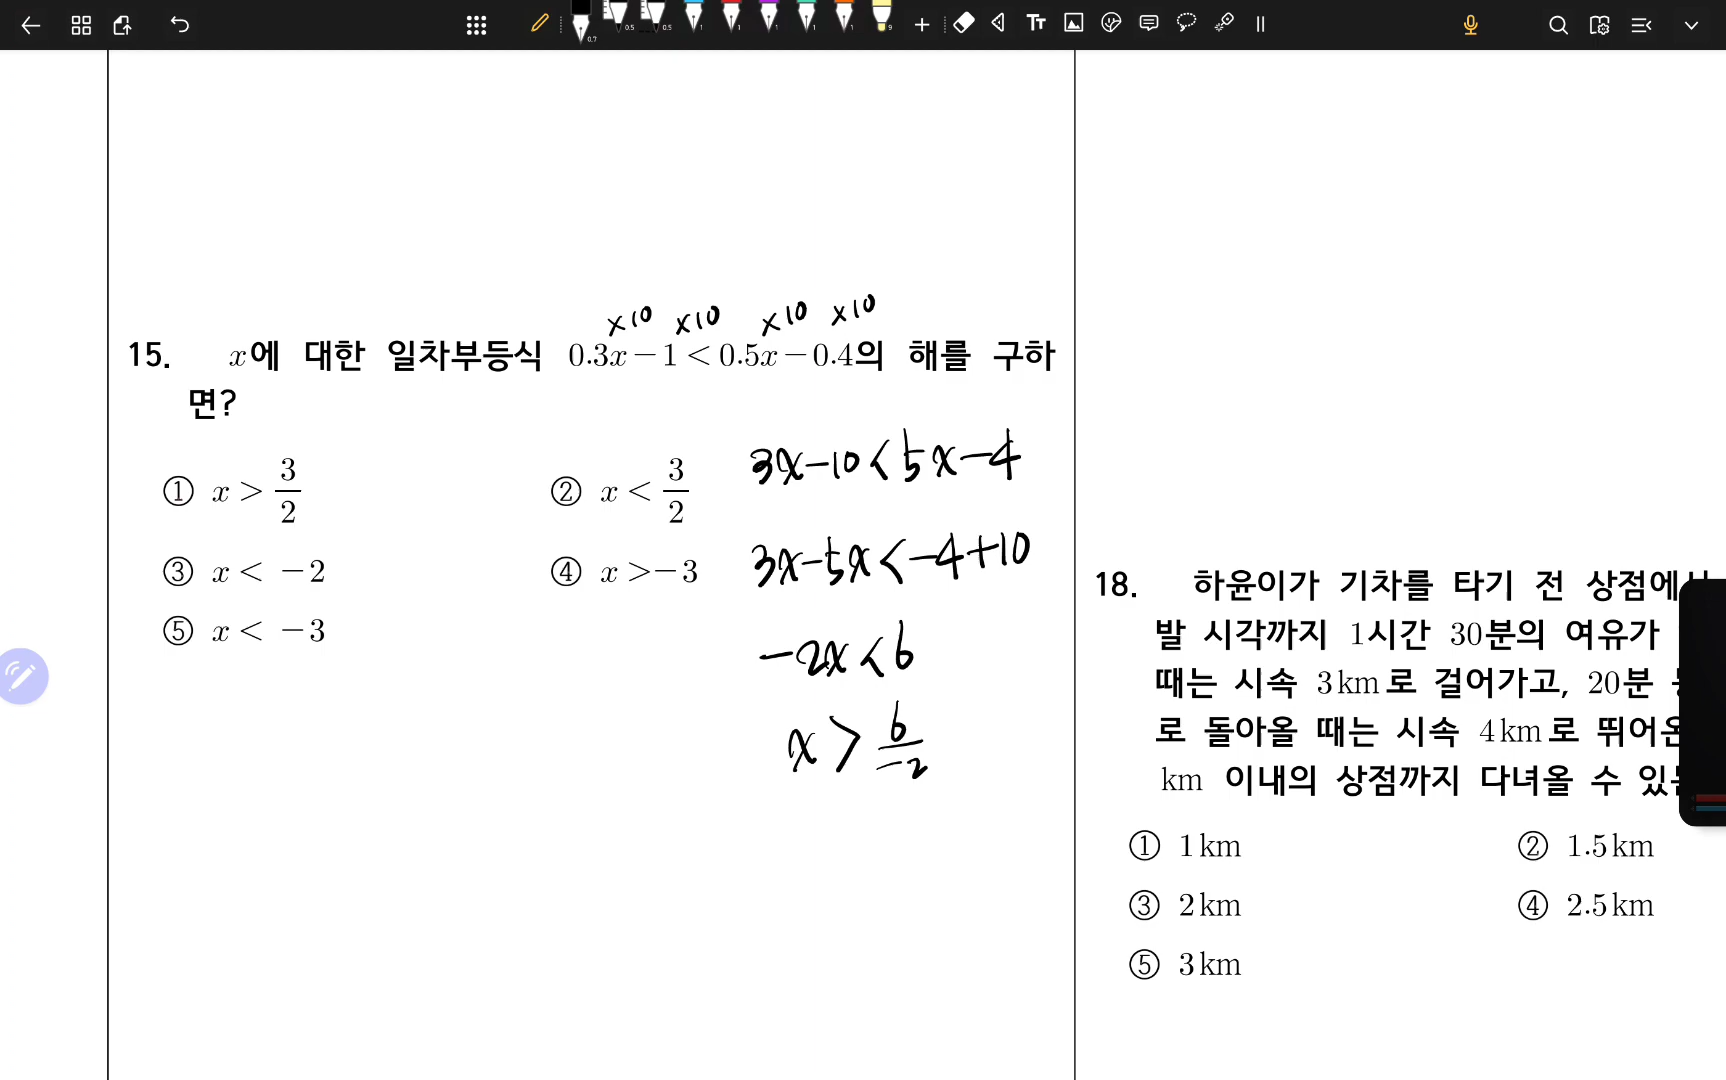 ×10 ×10 ×10 ×10
15. x에 대한 일차부등식 0.3x－1＜0.5x－0.4의 해를 구하
면?
① x > 3/2 ② x < 3/2
③ x < －2 ④ x >－3
⑤ x < －3
3x－10<5x－4
3x－5x<－4+10
－2x<6
x > 6/－2
18. 하윤이가 기차를 타기 전 상점에서
발 시각까지 1시간 30분의 여유가
때는 시속 3km로 걸어가고, 20분
로 돌아올 때는 시속 4km로 뛰어온
km 이내의 상점까지 다녀올 수 있는
① 1km ② 1.5km
③ 2km ④ 2.5km
⑤ 3km